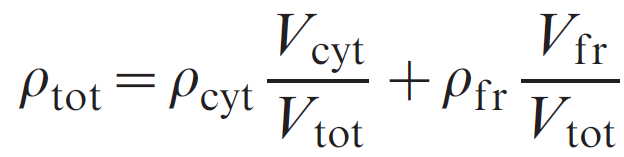 ρ_tot = ρ_cyt V_cyt/V_tot + ρ_fr V_fr/V_tot